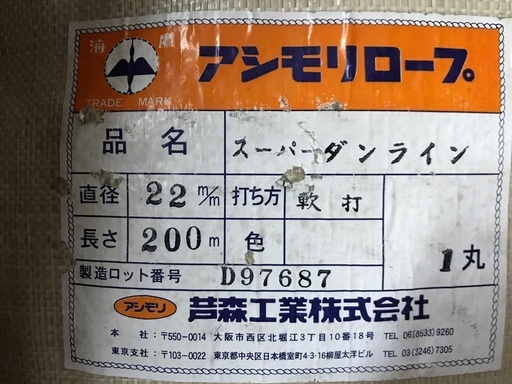 海鷹 アシモリロープ
TRADE MARK
品名 スーパーダンライン
直径 22m/m 打ち方 軟打
長さ 200m 色 1丸
製造ロット番号 D97687
アシモリ 芦森工業株式会社
本社:〒550-0014 大阪市西区北堀江3丁目10番18号 TEL 06(6533)9260
東京支店:〒103-0022 東京都中央区日本橋室町4-3-16柳屋太洋ビル TEL 03(3246)7305